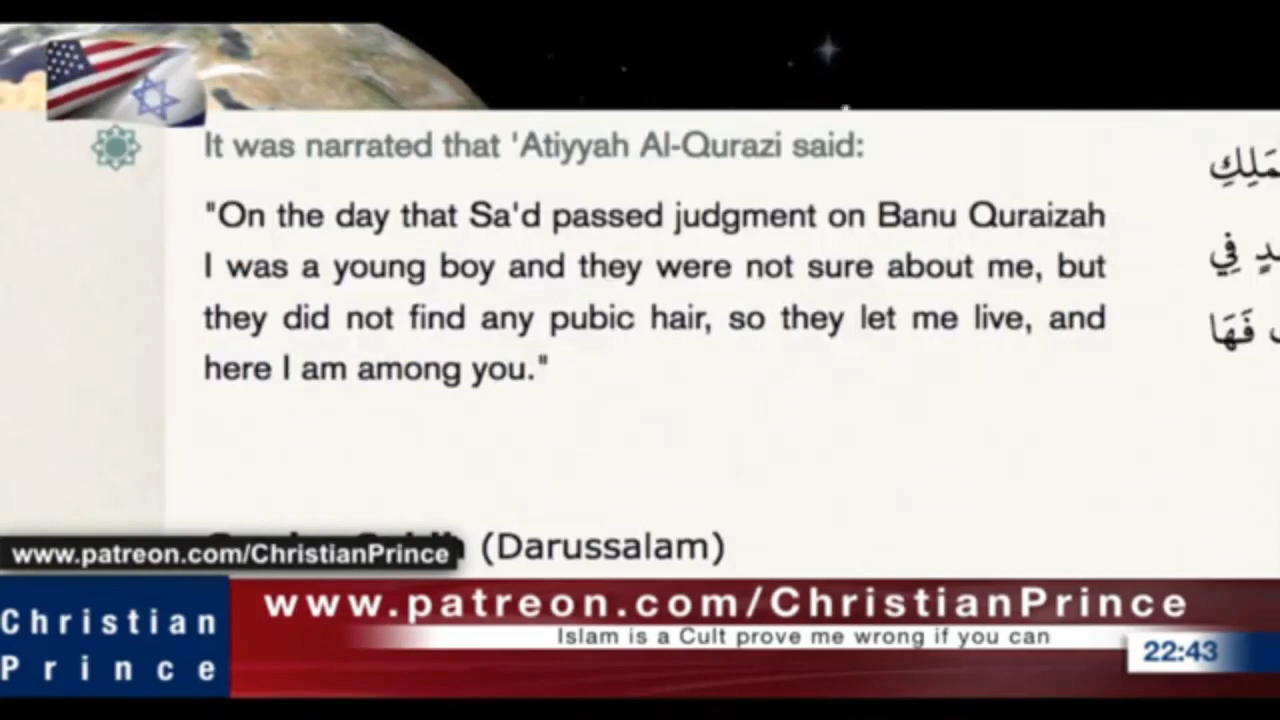 It was narrated that 'Atiyyah Al-Qurazi said:
"On the day that Sa'd passed judgment on Banu Quraizah
I was a young boy and they were not sure about me, but
they did not find any pubic hair, so they let me live, and
here I am among you."
(Darussalam)
www.patreon.com/ChristianPrince
Christian
Prince
www.patreon.com/ChristianPrince
Islam is a Cult prove me wrong if you can
22:43